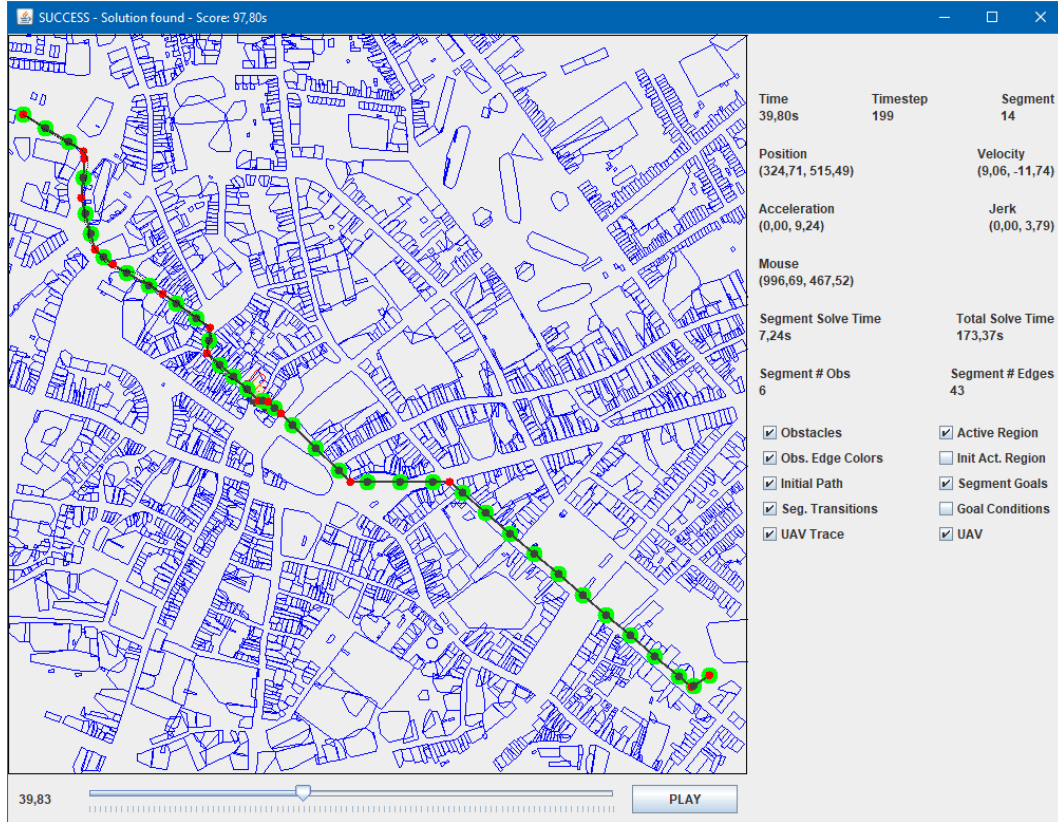 SUCCESS - Solution found - Score: 97,80s
Time Timestep Segment
39,80s 199 14
Position Velocity
(324,71, 515,49) (9,06, -11,74)
Acceleration Jerk
(0,00, 9,24) (0,00, 3,79)
Mouse
(996,69, 467,52)
Segment Solve Time Total Solve Time
7,24s 173,37s
Segment # Obs Segment # Edges
6 43
Obstacles Active Region
Obs. Edge Colors Init Act. Region
Initial Path Segment Goals
Seg. Transitions Goal Conditions
UAV Trace UAV
39,83 PLAY